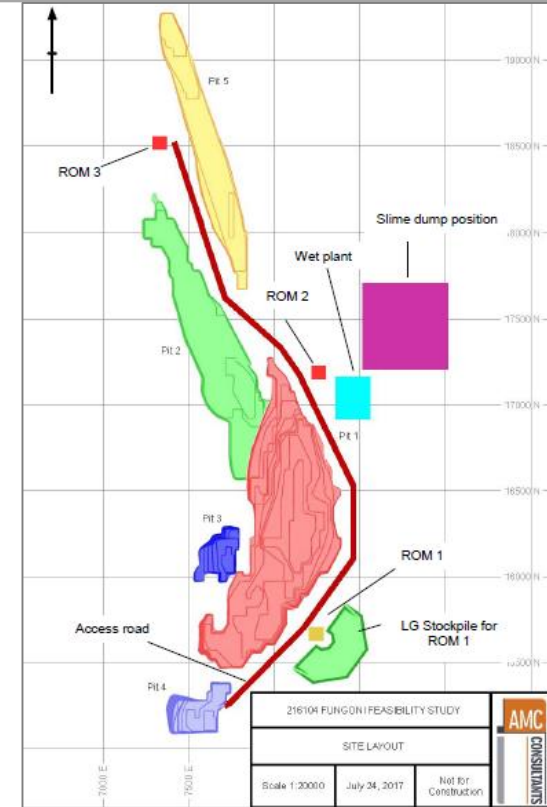 19000 N
Pit 5
18500 N
ROM 3
18000 N
Slime dump position
Wet plant
ROM 2
17500 N
Pit 2
17000 N
Pit 1
16500 N
Pit 3
ROM 1
Access road
LG Stockpile for
ROM 1
Pit 4
7000 E
7500 E
216104 FUNGONI FEASIBILITY STUDY
SITE LAYOUT
Scale 1:20000
July 24, 2017
Not for
Construction
AMC
CONSULTANTS